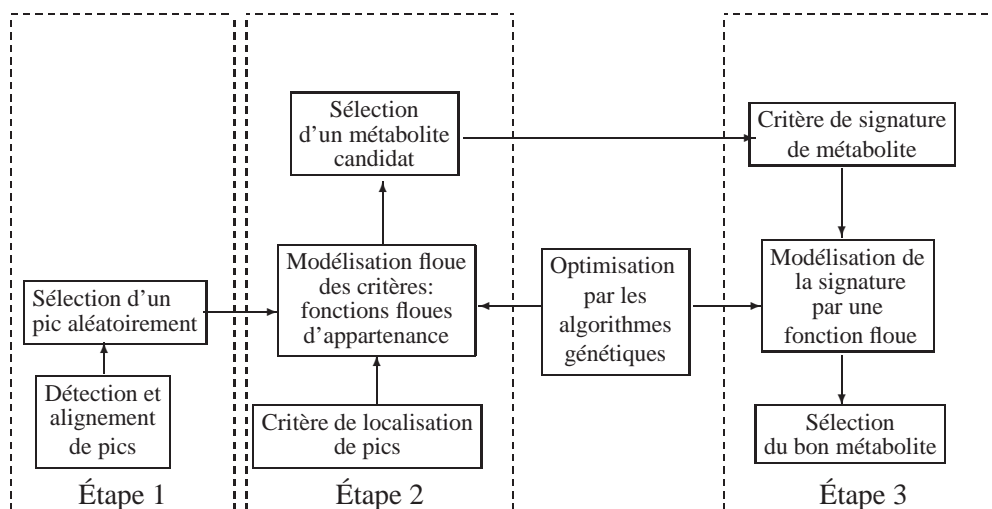 Sélection d'un
pic aléatoirement
Détection et
alignement
de pics
Étape 1
Sélection
d'un métabolite
candidat
Modélisation floue
des critères:
fonctions floues
d'appartenance
Critère de localisation
de pics
Étape 2
Optimisation
par les
algorithmes
génétiques
Critère de signature
de métabolite
Modélisation de
la signature
par une
fonction floue
Sélection
du bon métabolite
Étape 3